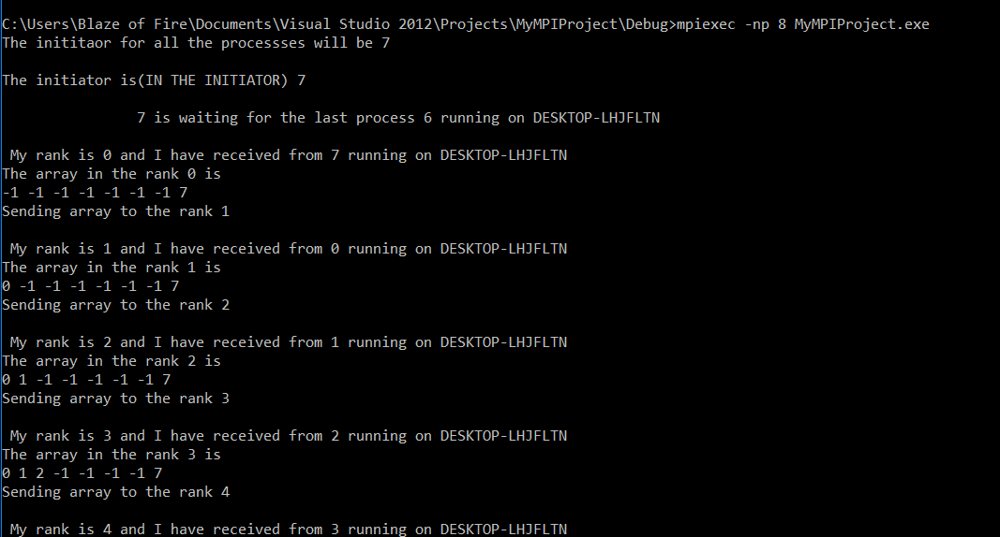 C:\Users\Blaze of Fire\Documents\Visual Studio 2012\Projects\MyMPIProject\Debug>mpiexec -np 8 MyMPIProject.exe
The inititaor for all the processses will be 7
The initiator is(IN THE INITIATOR) 7
7 is waiting for the last process 6 running on DESKTOP-LHJFLTN
My rank is 0 and I have received from 7 running on DESKTOP-LHJFLTN
The array in the rank 0 is
-1 -1 -1 -1 -1 -1 -1 7
Sending array to the rank 1
My rank is 1 and I have received from 0 running on DESKTOP-LHJFLTN
The array in the rank 1 is
0 -1 -1 -1 -1 -1 -1 7
Sending array to the rank 2
My rank is 2 and I have received from 1 running on DESKTOP-LHJFLTN
The array in the rank 2 is
0 1 -1 -1 -1 -1 -1 7
Sending array to the rank 3
My rank is 3 and I have received from 2 running on DESKTOP-LHJFLTN
The array in the rank 3 is
0 1 2 -1 -1 -1 -1 7
Sending array to the rank 4
My rank is 4 and I have received from 3 running on DESKTOP-LHJFLTN